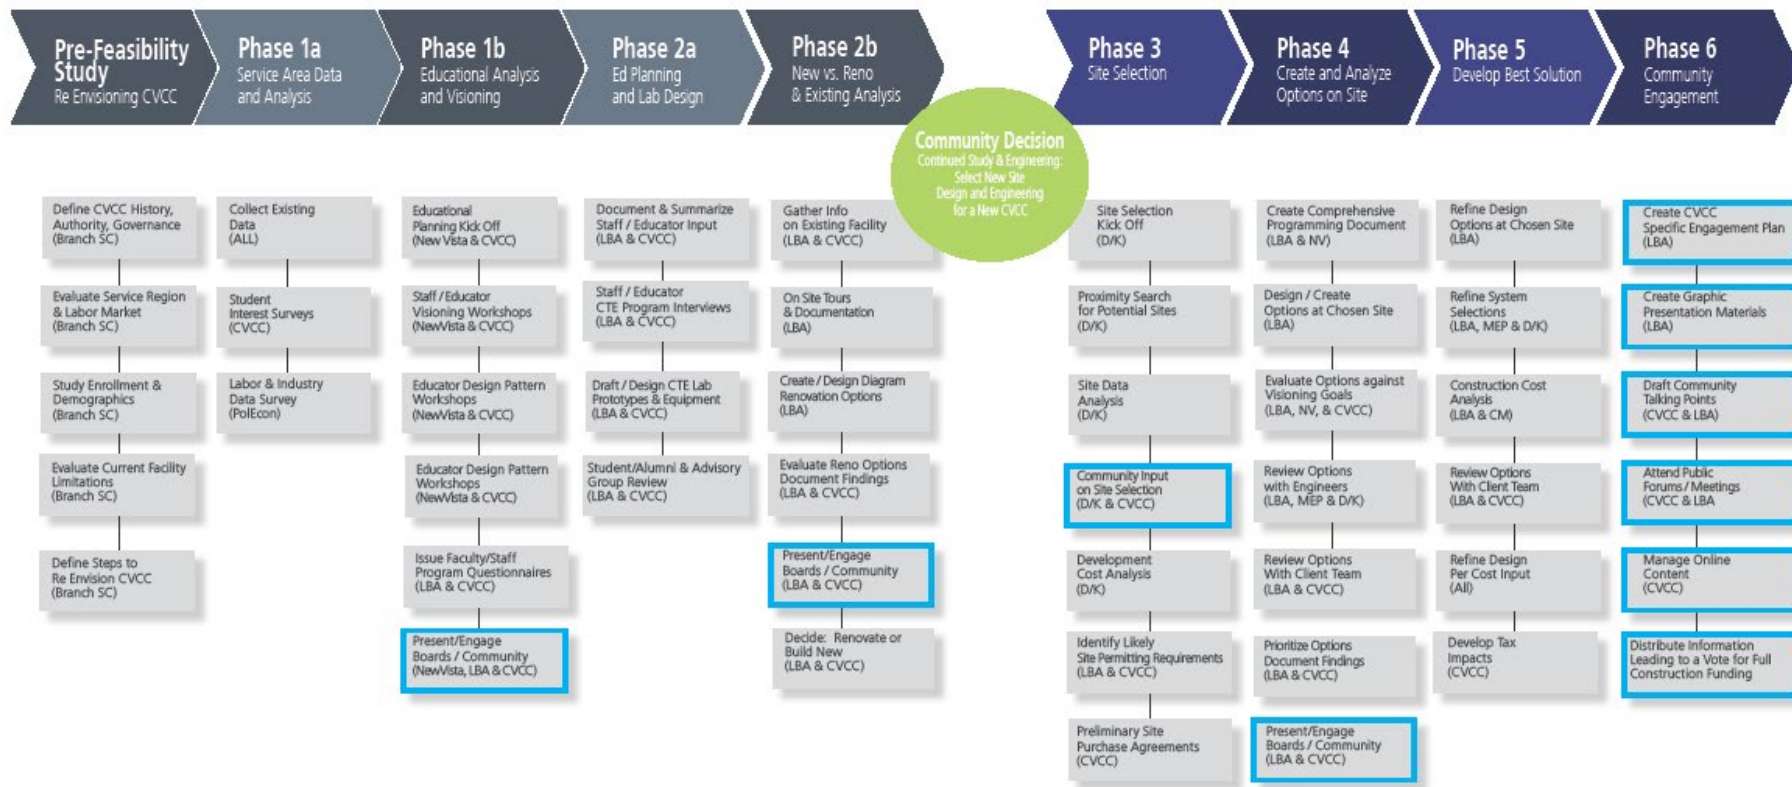 Pre-Feasibility
Study
Re Envisioning CVCC
Phase 1a
Service Area Data
and Analysis
Phase 1b
Educational Analysis
and Visioning
Phase 2a
Ed Planning
and Lab Design
Phase 2b
New vs. Reno
& Existing Analysis
Community Decision
Continued Study & Engineering:
Select New Site
Design and Engineering
for a New CVCC
Phase 3
Site Selection
Phase 4
Create and Analyze
Options on Site
Phase 5
Develop Best Solution
Phase 6
Community
Engagement
Define CVCC History,
Authority, Governance
(Branch SC)
Evaluate Service Region
& Labor Market
(Branch SC)
Study Enrollment &
Demographics
(Branch SC)
Evaluate Current Facility
Limitations
(Branch SC)
Define Steps to
Re Envision CVCC
(Branch SC)
Collect Existing
Data
(ALL)
Student
Interest Surveys
(CVCC)
Labor & Industry
Data Survey
(PolEcon)
Educational
Planning Kick Off
(New Vista & CVCC)
Staff / Educator
Visioning Workshops
(NewVista & CVCC)
Educator Design Pattern
Workshops
(NewVista & CVCC)
Educator Design Pattern
Workshops
(NewVista & CVCC)
Issue Faculty/Staff
Program Questionnaires
(LBA & CVCC)
Present/Engage
Boards / Community
(NewVista, LBA & CVCC)
Document & Summarize
Staff / Educator Input
(LBA & CVCC)
Staff / Educator
CTE Program Interviews
(LBA & CVCC)
Draft / Design CTE Lab
Prototypes & Equipment
(LBA & CVCC)
Student/Alumni & Advisory
Group Review
(LBA & CVCC)
Gather Info
on Existing Facility
(LBA & CVCC)
On Site Tours
& Documentation
(LBA)
Create / Design Diagram
Renovation Options
(LBA)
Evaluate Reno Options
Document Findings
(LBA & CVCC)
Present/Engage
Boards / Community
(LBA & CVCC)
Decide: Renovate or
Build New
(LBA & CVCC)
Site Selection
Kick Off
(D/K)
Proximity Search
for Potential Sites
(D/K)
Site Data
Analysis
(D/K)
Community Input
on Site Selection
(D/K & CVCC)
Development
Cost Analysis
(D/K)
Identify Likely
Site Permitting Requirements
(LBA & CVCC)
Preliminary Site
Purchase Agreements
(CVCC)
Create Comprehensive
Programming Document
(LBA & NV)
Design / Create
Options at Chosen Site
(LBA)
Evaluate Options against
Visioning Goals
(LBA, NV, & CVCC)
Review Options
with Engineers
(LBA, MEP & D/K)
Review Options
With Client Team
(LBA & CVCC)
Prioritize Options
Document Findings
(LBA & CVCC)
Present/Engage
Boards / Community
(LBA & CVCC)
Refine Design
Options at Chosen Site
(LBA)
Refine System
Selections
(LBA, MEP & D/K)
Construction Cost
Analysis
(LBA & CM)
Review Options
With Client Team
(LBA & CVCC)
Refine Design
Per Cost Input
(All)
Develop Tax
Impacts
(CVCC)
Create CVCC
Specific Engagement Plan
(LBA)
Create Graphic
Presentation Materials
(LBA)
Draft Community
Talking Points
(CVCC & LBA)
Attend Public
Forums / Meetings
(CVCC & LBA
Manage Online
Content
(CVCC)
Distribute Information
Leading to a Vote for Full
Construction Funding